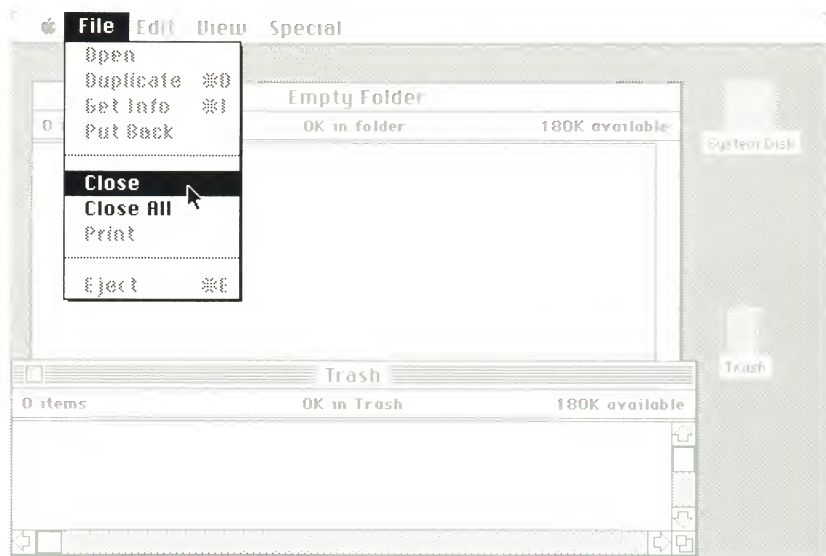 File Edit View Special
Open
Duplicate ⌘D
Get Info ⌘I
Put Back
Close
Close All
Print
Eject ⌘E
Empty Folder
0 0K in folder 180K available
System Disk
Trash
Trash
0 items 0K in Trash 180K available